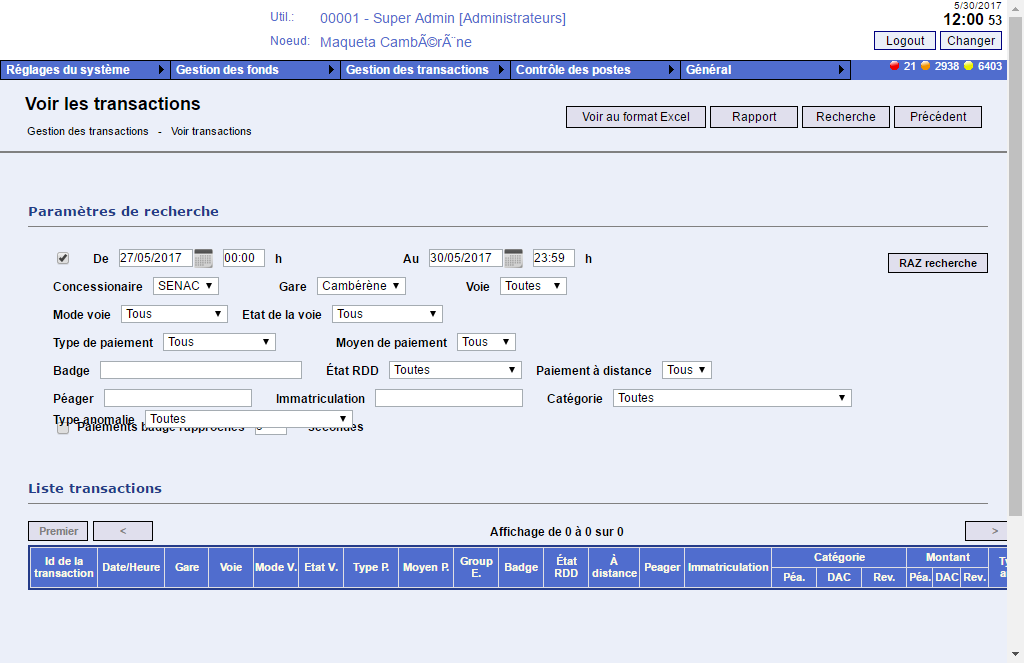 5/30/2017
Util.: 00001 - Super Admin [Administrateurs]
12:00 53
Noeud: Maqueta CambÃ©rÃ¨ne
Logout Changer
Réglages du système Gestion des fonds Gestion des transactions Contrôle des postes Général 21 2938 6403
Voir les transactions
Voir au format Excel Rapport Recherche Précédent
Gestion des transactions - Voir transactions
Paramètres de recherche
De 27/05/2017 00:00 h Au 30/05/2017 23:59 h
RAZ recherche
Concessionaire SENAC Gare Cambérène Voie Toutes
Mode voie Tous Etat de la voie Tous
Type de paiement Tous Moyen de paiement Tous
Badge État RDD Toutes Paiement à distance Tous
Péager Immatriculation Catégorie Toutes
Type anomalie Toutes
Paiements badge rapprochés secondes
Liste transactions
Premier < Affichage de 0 à 0 sur 0 >
Id de la transaction Date/Heure Gare Voie Mode V. Etat V. Type P. Moyen P. Group E. Badge État RDD À distance Peager Immatriculation Catégorie Montant
Péa. DAC Rev. Péa. DAC Rev.